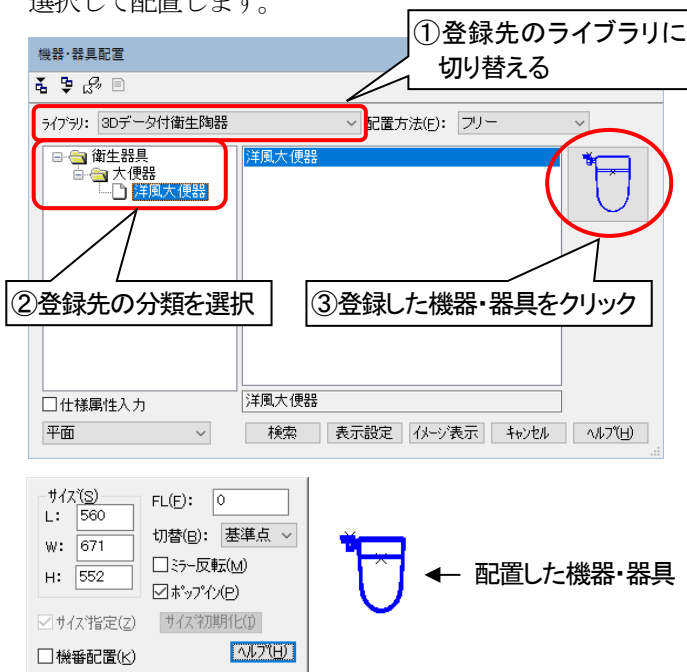 選択して配置します。
①登録先のライブラリに
切り替える
機器・器具配置
ライブラリ: 3Dデータ付衛生陶器
配置方法(E): フリー
衛生器具
大便器
洋風大便器
洋風大便器
②登録先の分類を選択
③登録した機器・器具をクリック
□仕様属性入力
洋風大便器
平面
検索 表示設定 イメージ表示 キャンセル ヘルプ(H)
サイズ(S)
L: 560
W: 671
H: 552
FL(F): 0
切替(B): 基準点
□ミラー反転(M)
☑ポップイン(P)
☑サイズ指定(Z) サイズ初期化(I)
□機番配置(K) ヘルプ(H)
← 配置した機器・器具